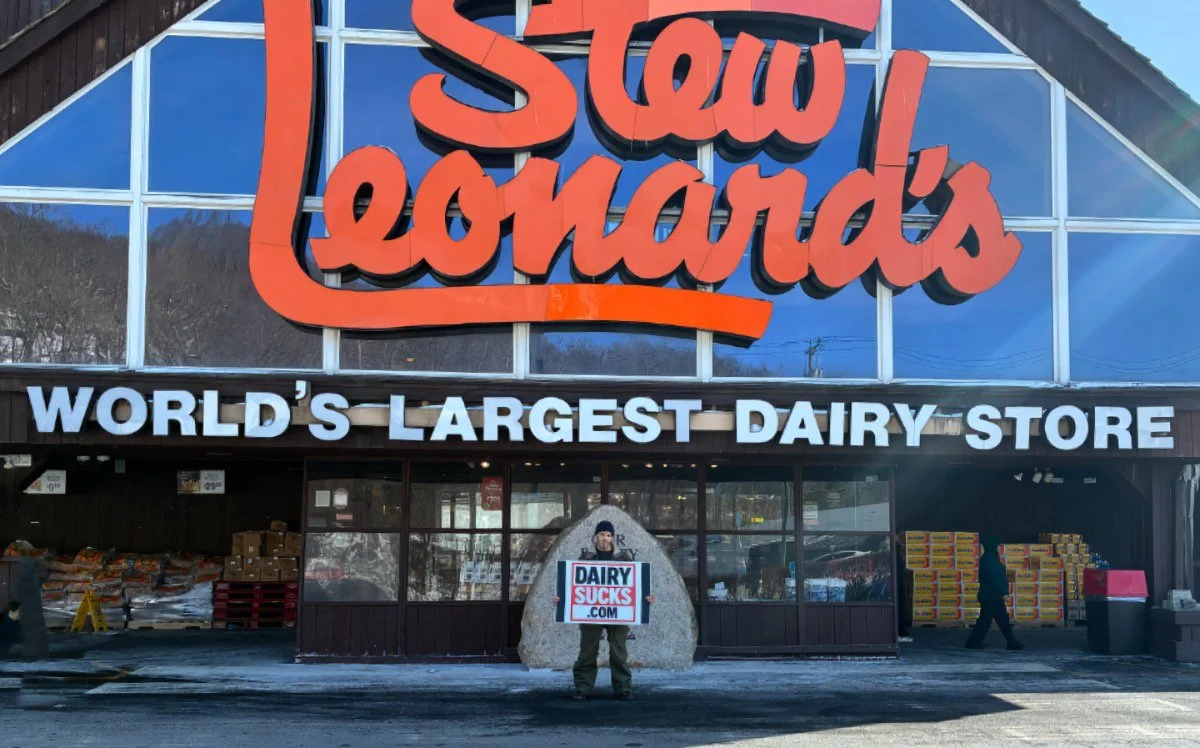 Stew
Leonard's
WORLD'S LARGEST DAIRY STORE
DAIRY
SUCKS
.COM